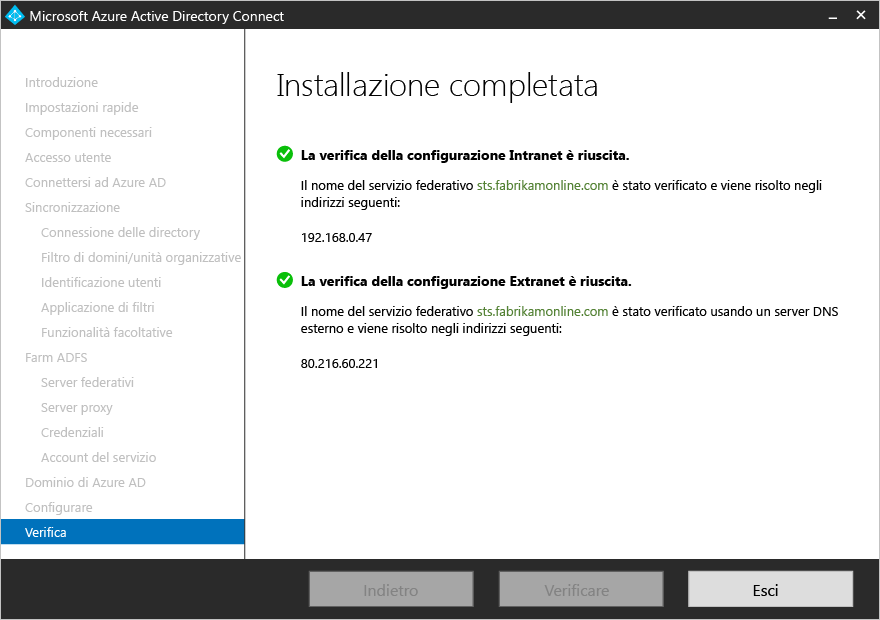 Microsoft Azure Active Directory Connect
Introduzione
Impostazioni rapide
Componenti necessari
Accesso utente
Connettersi ad Azure AD
Sincronizzazione
Connessione delle directory
Filtro di domini/unità organizzative
Identificazione utenti
Applicazione di filtri
Funzionalità facoltative
Farm ADFS
Server federativi
Server proxy
Credenziali
Account del servizio
Dominio di Azure AD
Configurare
Verifica
Installazione completata
La verifica della configurazione Intranet è riuscita.
Il nome del servizio federativo sts.fabrikamonline.com è stato verificato e viene risolto negli
indirizzi seguenti:
192.168.0.47
La verifica della configurazione Extranet è riuscita.
Il nome del servizio federativo sts.fabrikamonline.com è stato verificato usando un server DNS
esterno e viene risolto negli indirizzi seguenti:
80.216.60.221
Indietro
Verificare
Esci